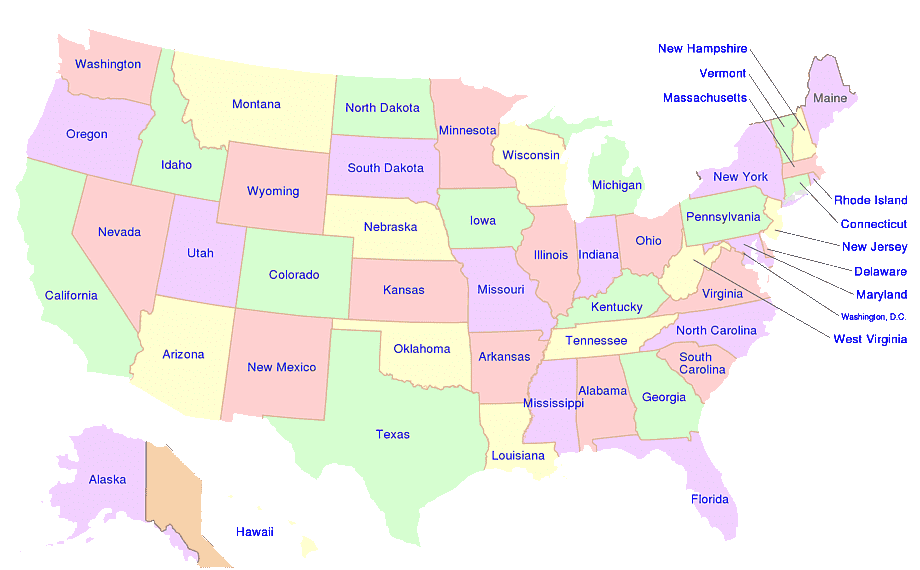 New Hampshire
Vermont
Washington
Massachusetts
Maine
Montana
North Dakota
Minnesota
Oregon
Wisconsin
Idaho
South Dakota
New York
Michigan
Wyoming
Rhode Island
Pennsylvania
Iowa
Connecticut
Nebraska
Nevada
Ohio
New Jersey
Utah
Illinois
Indiana
Colorado
Delaware
Kansas
Missouri
California
Virginia
Maryland
Kentucky
Washington, D.C.
North Carolina
West Virginia
Tennessee
Oklahoma
Arizona
Arkansas
South
Carolina
New Mexico
Alabama
Georgia
Mississippi
Texas
Louisiana
Alaska
Florida
Hawaii